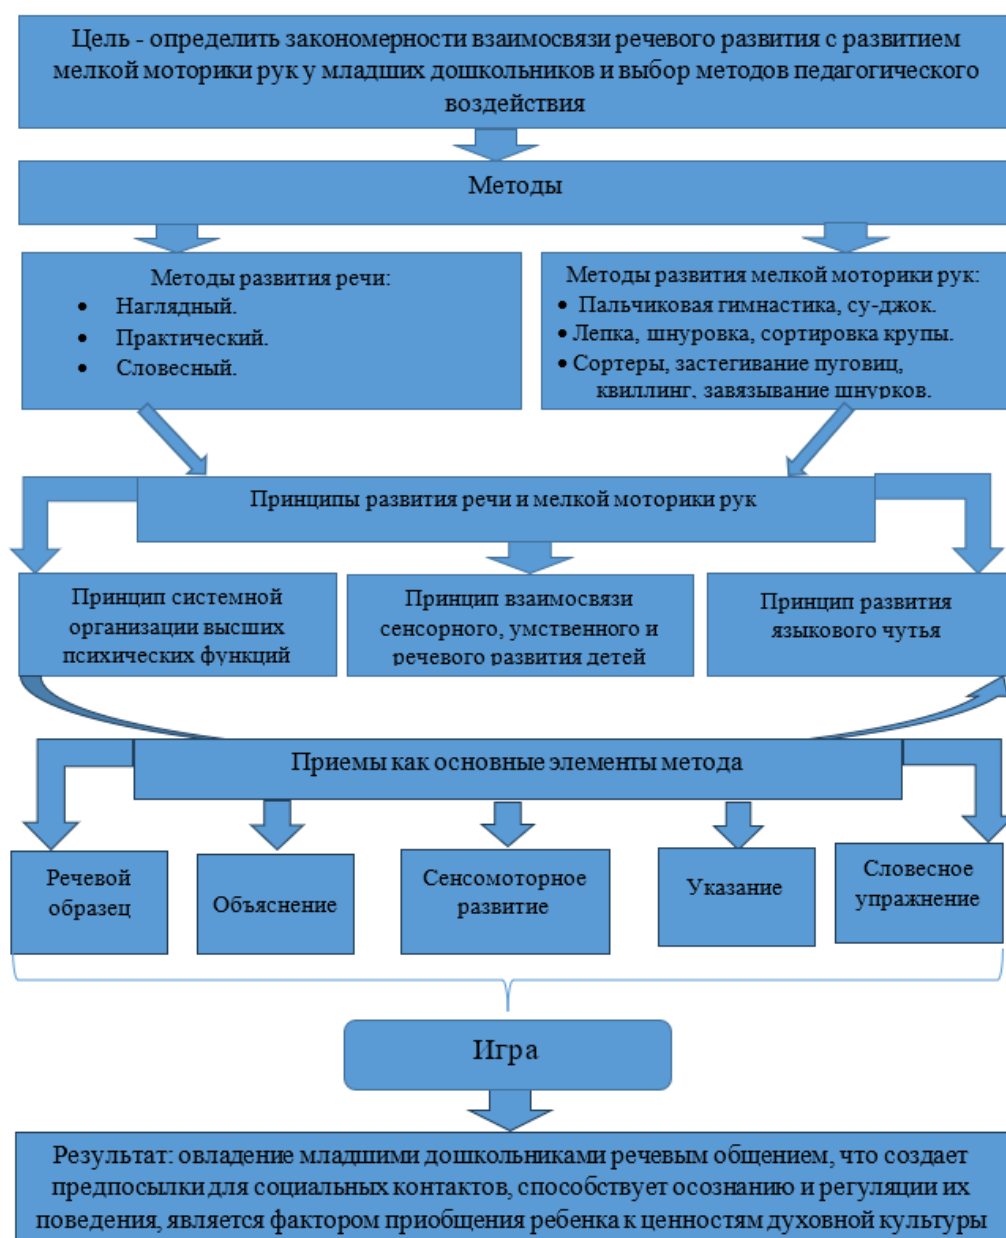 Цель - определить закономерности взаимосвязи речевого развития с развитием
мелкой моторики рук у младших дошкольников и выбор методов педагогического
воздействия
Методы
Методы развития речи:
• Наглядный.
• Практический.
• Словесный.
Методы развития мелкой моторики рук:
• Пальчиковая гимнастика, су-джок.
• Лепка, шнуровка, сортировка крупы.
• Сортеры, застегивание пуговиц,
квиллинг, завязывание шнурков.
Принципы развития речи и мелкой моторики рук
Принцип системной
организации высших
психических функций
Принцип взаимосвязи
сенсорного, умственного и
речевого развития детей
Принцип развития
языкового чутья
Приемы как основные элементы метода
Речевой
образец
Объяснение
Сенсомоторное
развитие
Указание
Словесное
упражнение
Игра
Результат: овладение младшими дошкольниками речевым общением, что создает
предпосылки для социальных контактов, способствует осознанию и регуляции их
поведения, является фактором приобщения ребенка к ценностям духовной культуры